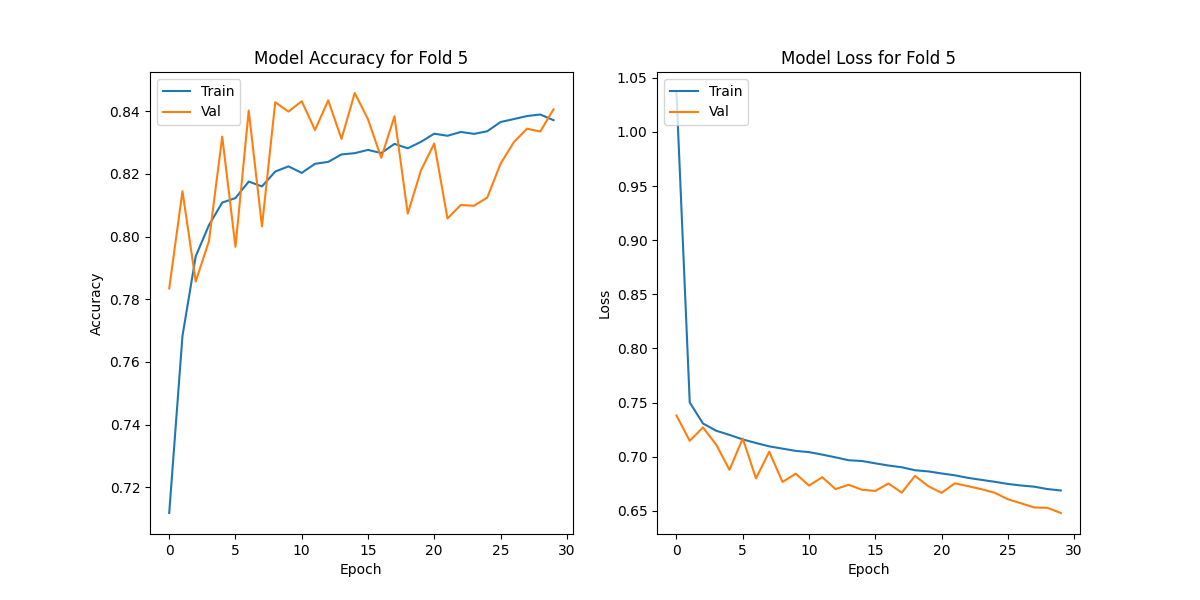 Model Accuracy for Fold 5
Train
Val
0.84
0.82
0.80
0.78
0.76
0.74
0.72
Accuracy
0 5 10 15 20 25 30
Epoch
Model Loss for Fold 5
Train
Val
1.05
1.00
0.95
0.90
0.85
0.80
0.75
0.70
0.65
Loss
0 5 10 15 20 25 30
Epoch